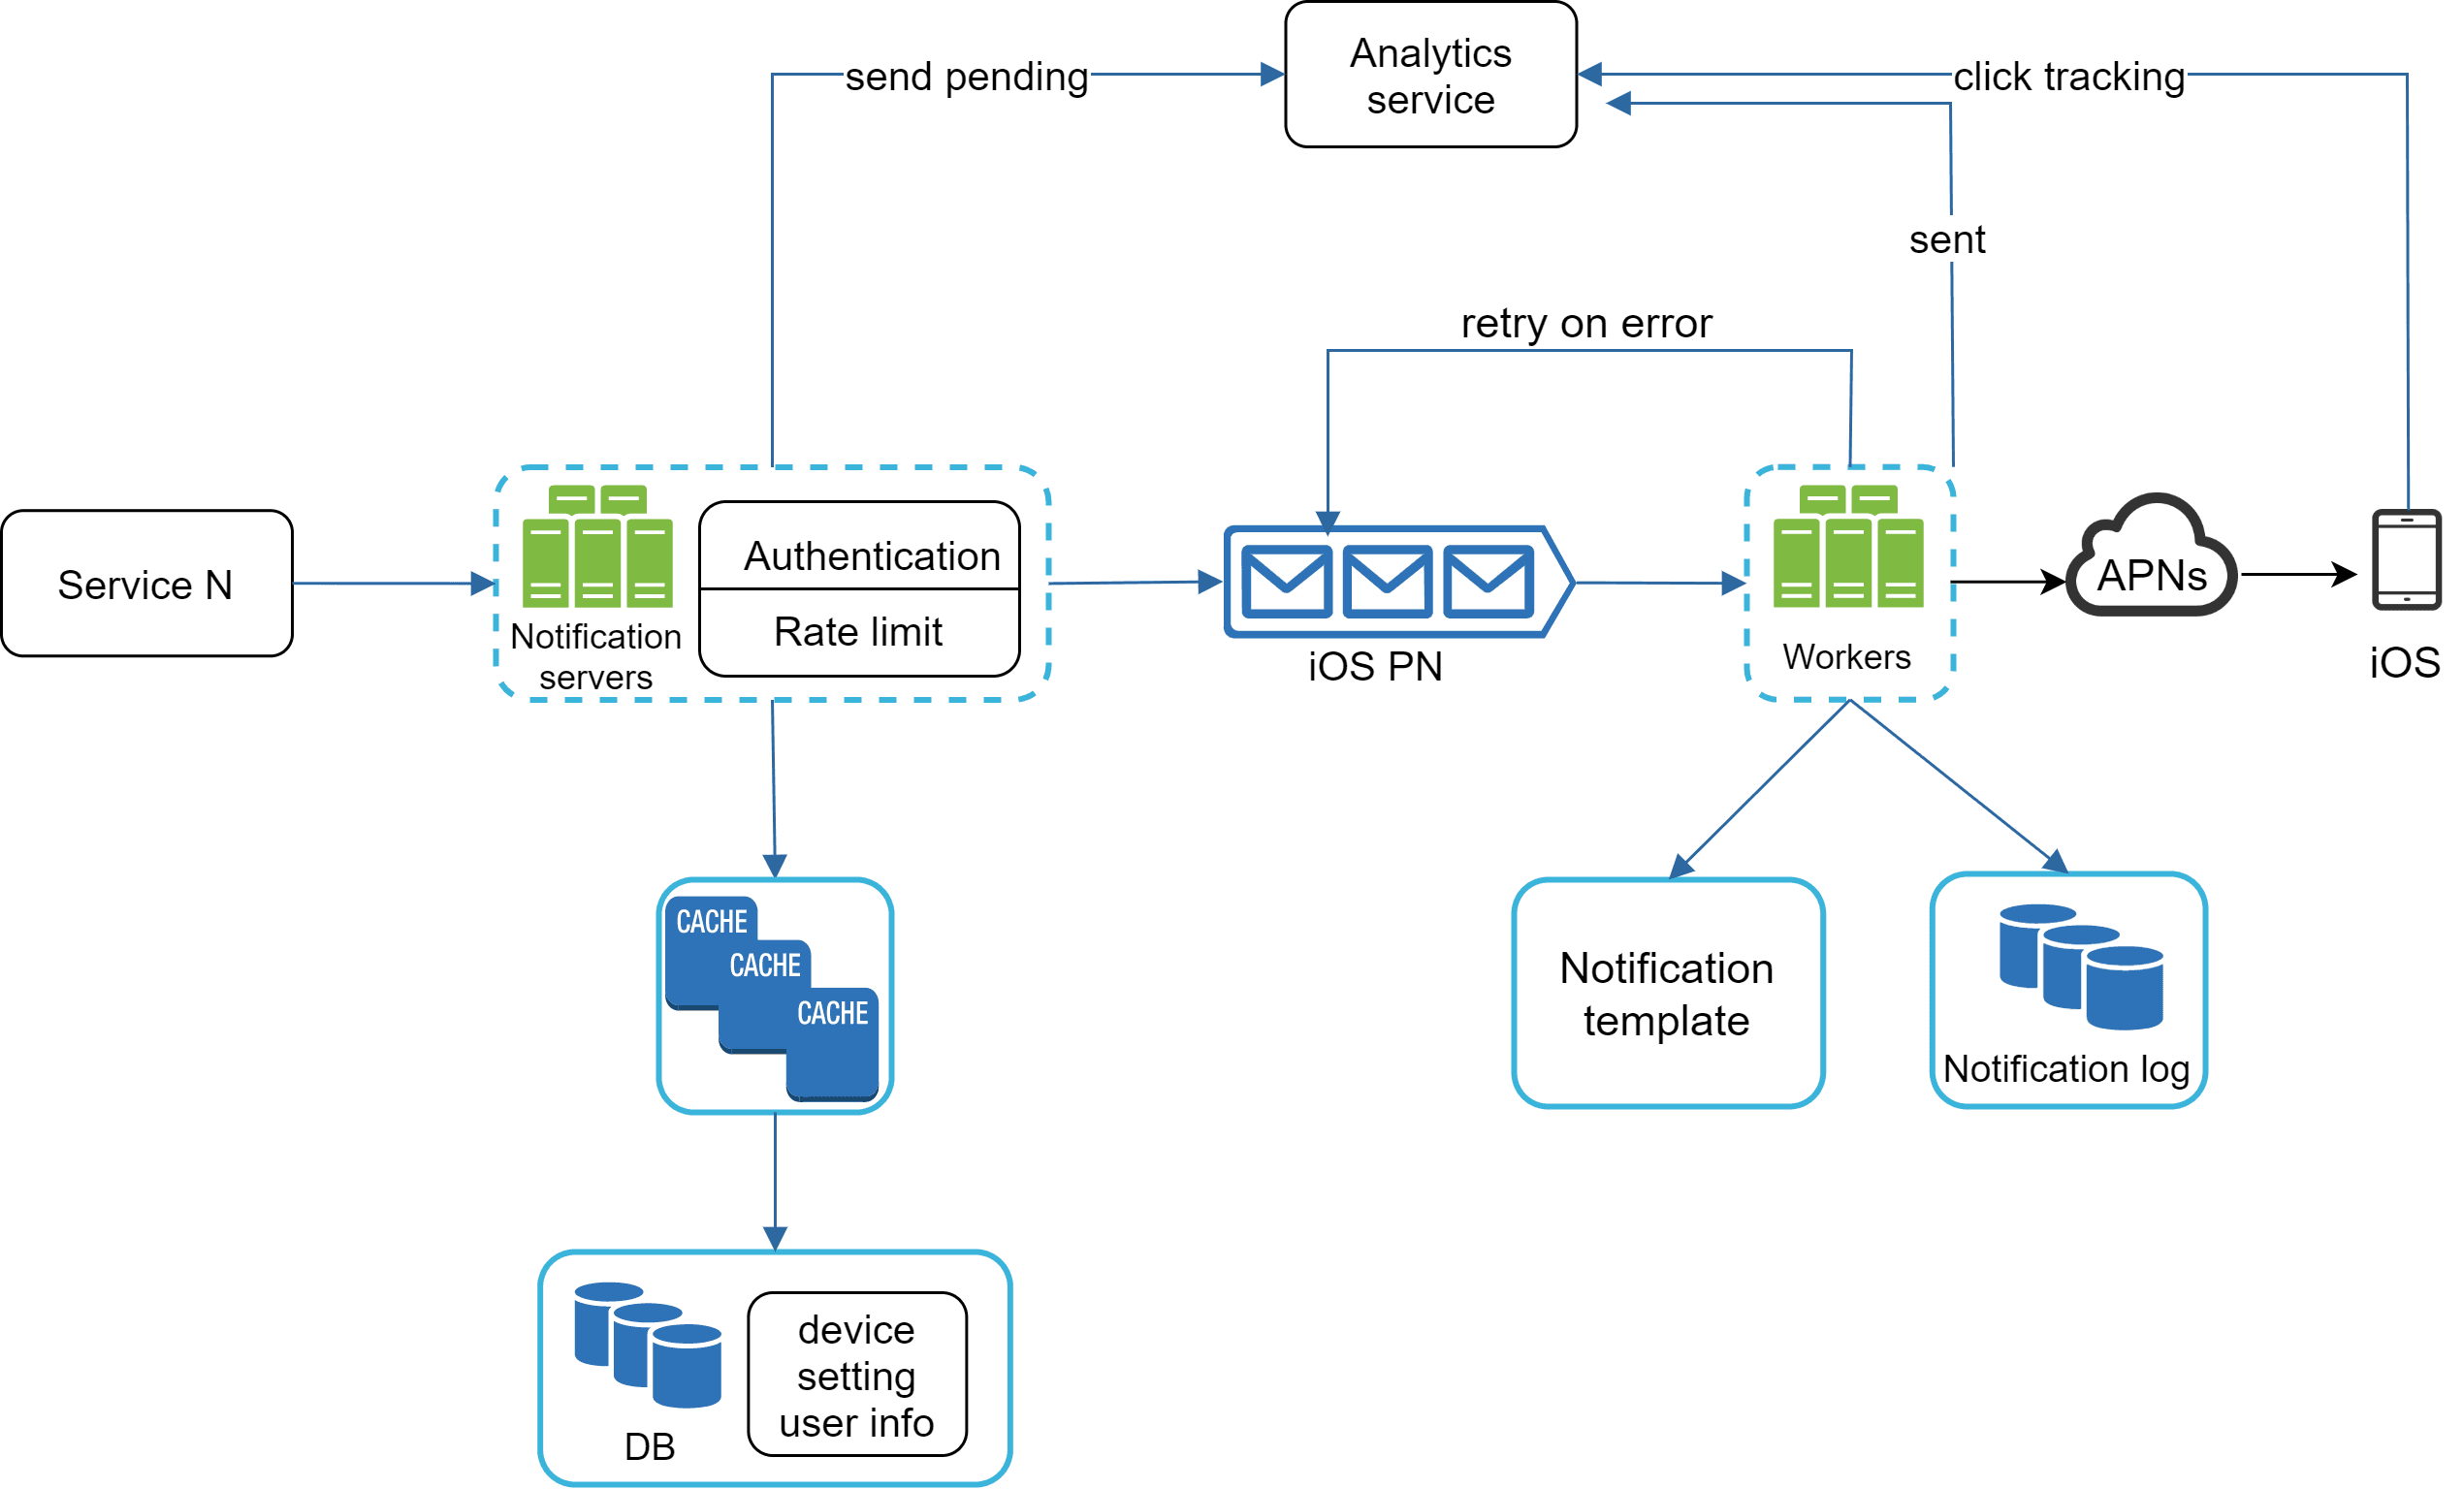 Analytics
service
send pending
click tracking
sent
retry on error
Service N
Notification
servers
Authentication
Rate limit
iOS PN
Workers
APNs
iOS
CACHE
CACHE
CACHE
Notification
template
Notification log
DB
device
setting
user info